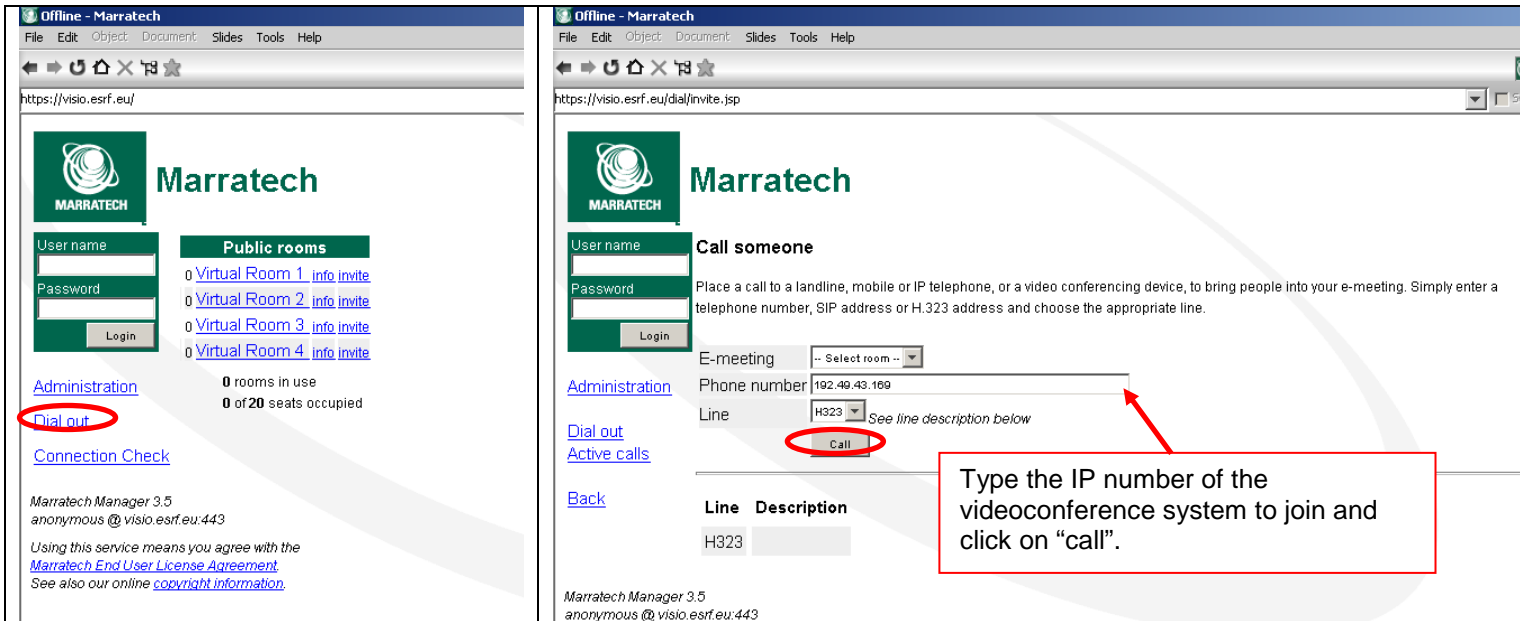 Offline - Marratech
File Edit Object Document Slides Tools Help
https://visio.esrf.eu/
MARRATECH
Marratech
User name
Password
Login
Public rooms
0 Virtual Room 1 info invite
0 Virtual Room 2 info invite
0 Virtual Room 3 info invite
0 Virtual Room 4 info invite
0 rooms in use
0 of 20 seats occupied
Administration
Dial out
Connection Check
Marratech Manager 3.5
anonymous @ visio.esrf.eu:443
Using this service means you agree with the
Marratech End User License Agreement.
See also our online copyright information.
Offline - Marratech
File Edit Object Document Slides Tools Help
https://visio.esrf.eu/dial/invite.jsp
MARRATECH
Marratech
User name
Password
Login
Administration
Dial out
Active calls
Back
Call someone
Place a call to a landline, mobile or IP telephone, or a video conferencing device, to bring people into your e-meeting. Simply enter a
telephone number, SIP address or H.323 address and choose the appropriate line.
E-meeting -- Select room --
Phone number 192.49.43.169
Line H323 See line description below
Call
Type the IP number of the
videoconference system to join and
click on “call”.
Line Description
H323
Marratech Manager 3.5
anonymous @ visio.esrf.eu:443